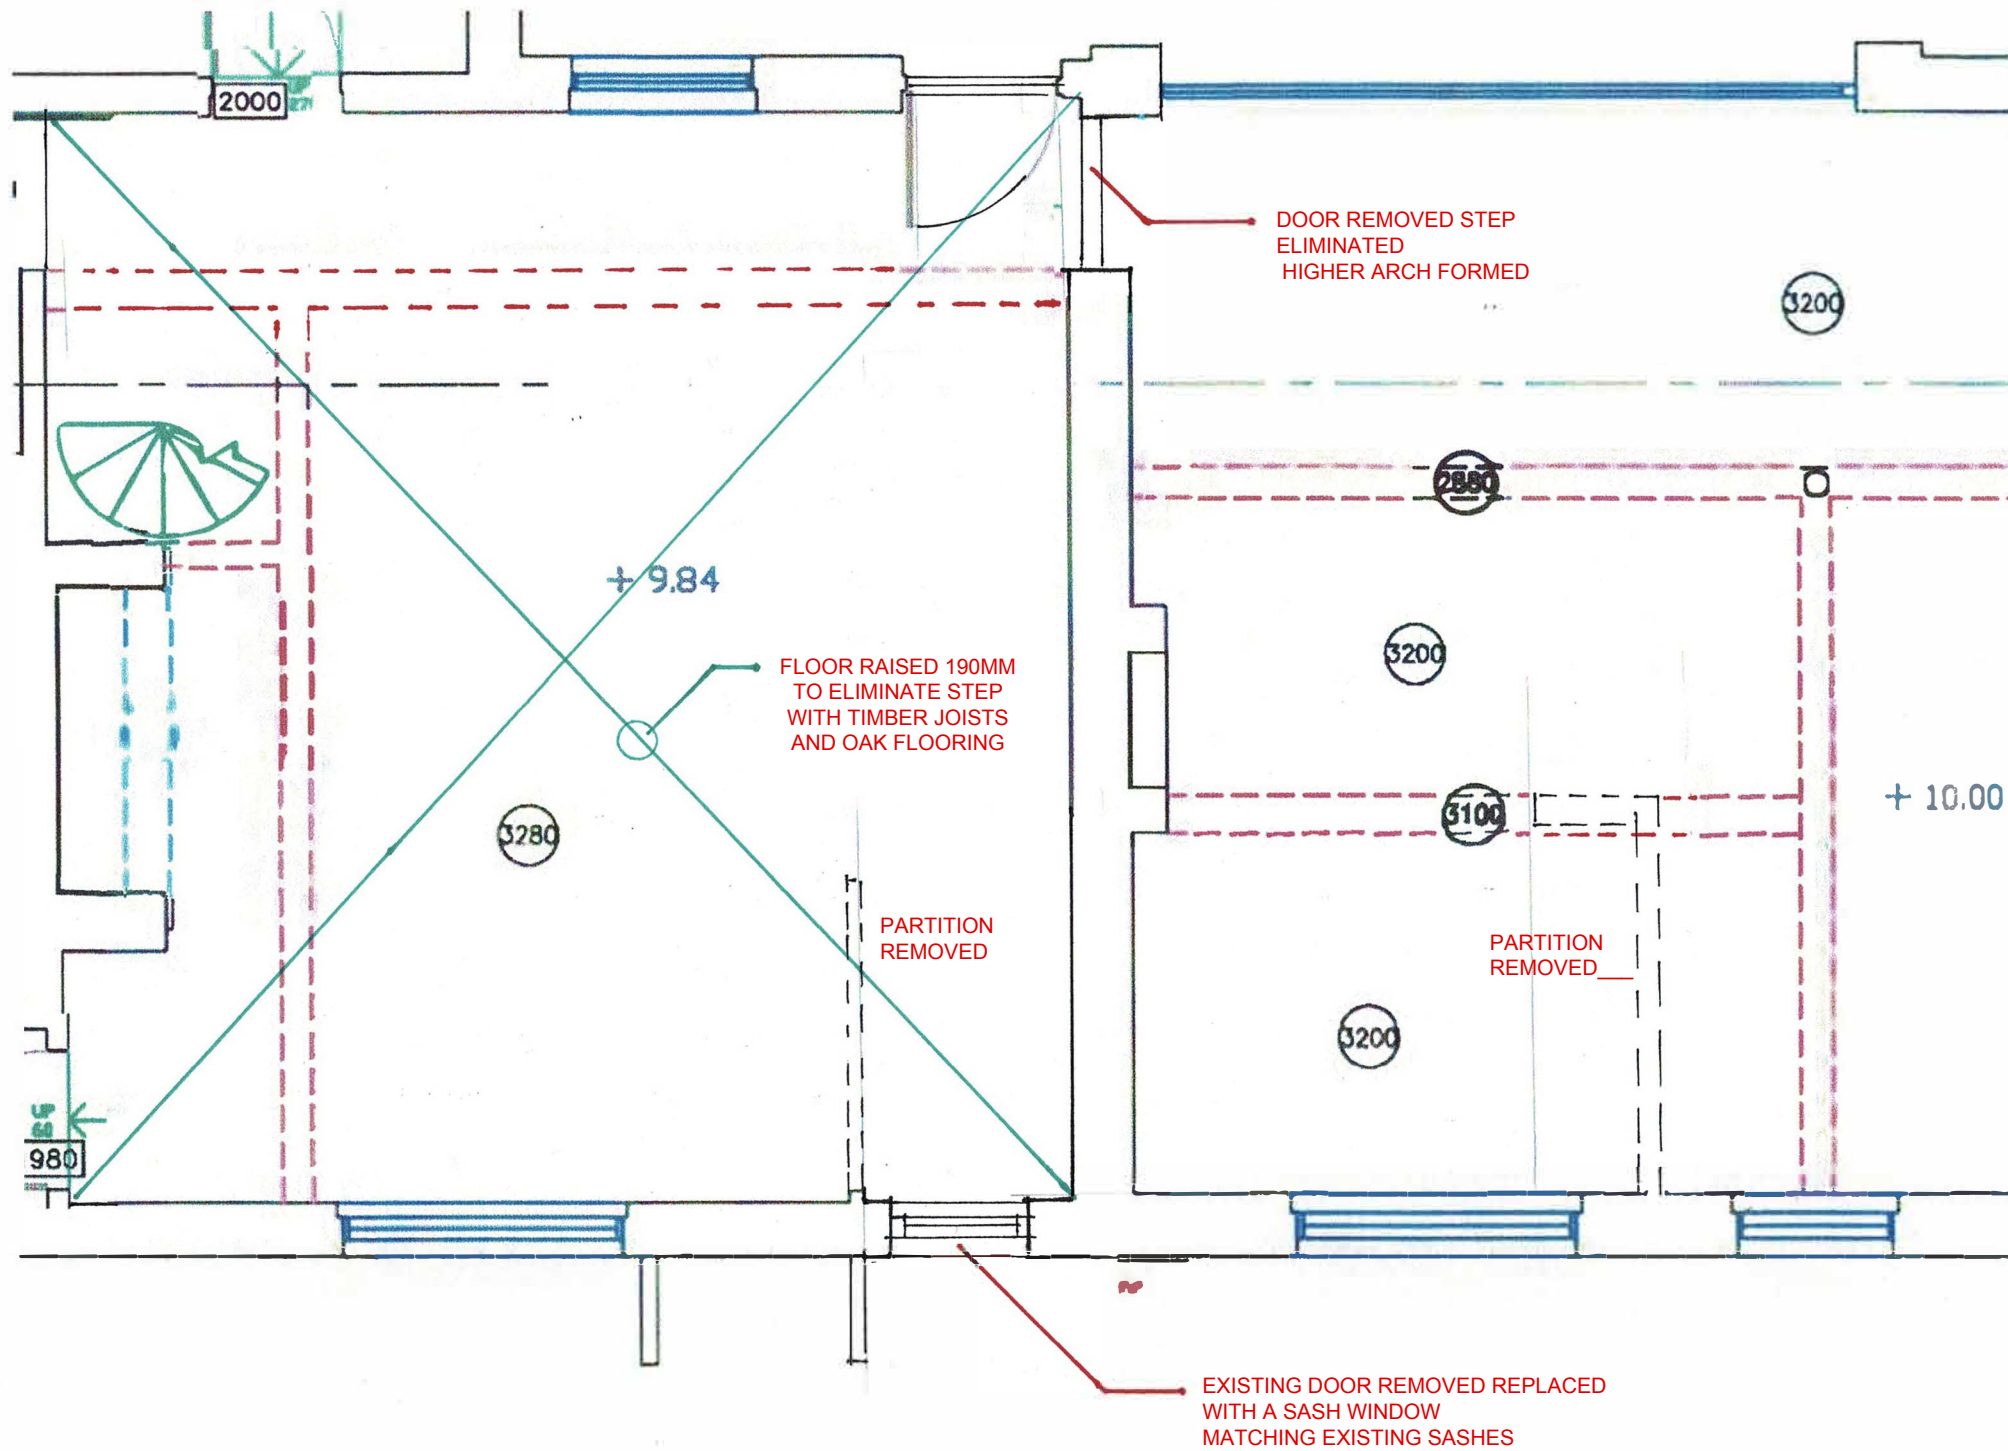 2000
DOOR REMOVED STEP
ELIMINATED
HIGHER ARCH FORMED
3200
2880
+ 9.84
3200
FLOOR RAISED 190MM
TO ELIMINATE STEP
WITH TIMBER JOISTS
AND OAK FLOORING
3280
3100
+ 10.00
PARTITION
REMOVED
PARTITION
REMOVED___
3200
UP
980
EXISTING DOOR REMOVED REPLACED
WITH A SASH WINDOW
MATCHING EXISTING SASHES